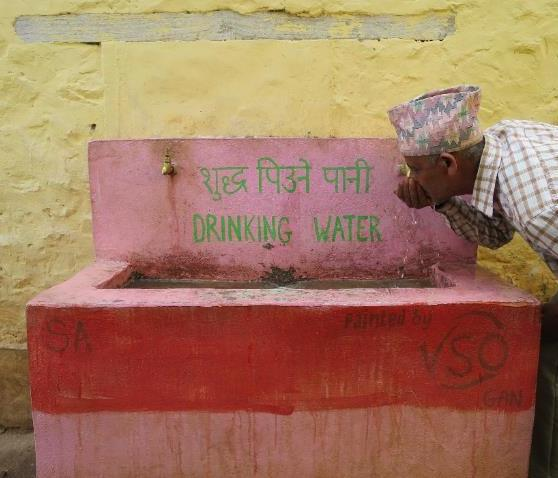 शुद्ध पिउने पानी
DRINKING WATER
Painted by
VSO
SA
GAN